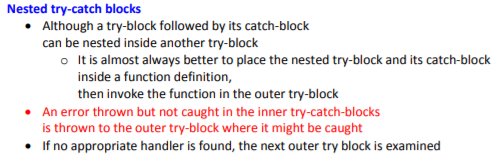 Nested try-catch blocks
• Although a try-block followed by its catch-block
can be nested inside another try-block
o It is almost always better to place the nested try-block and its catch-block
inside a function definition,
then invoke the function in the outer try-block
• An error thrown but not caught in the inner try-catch-blocks
is thrown to the outer try-block where it might be caught
• If no appropriate handler is found, the next outer try block is examined